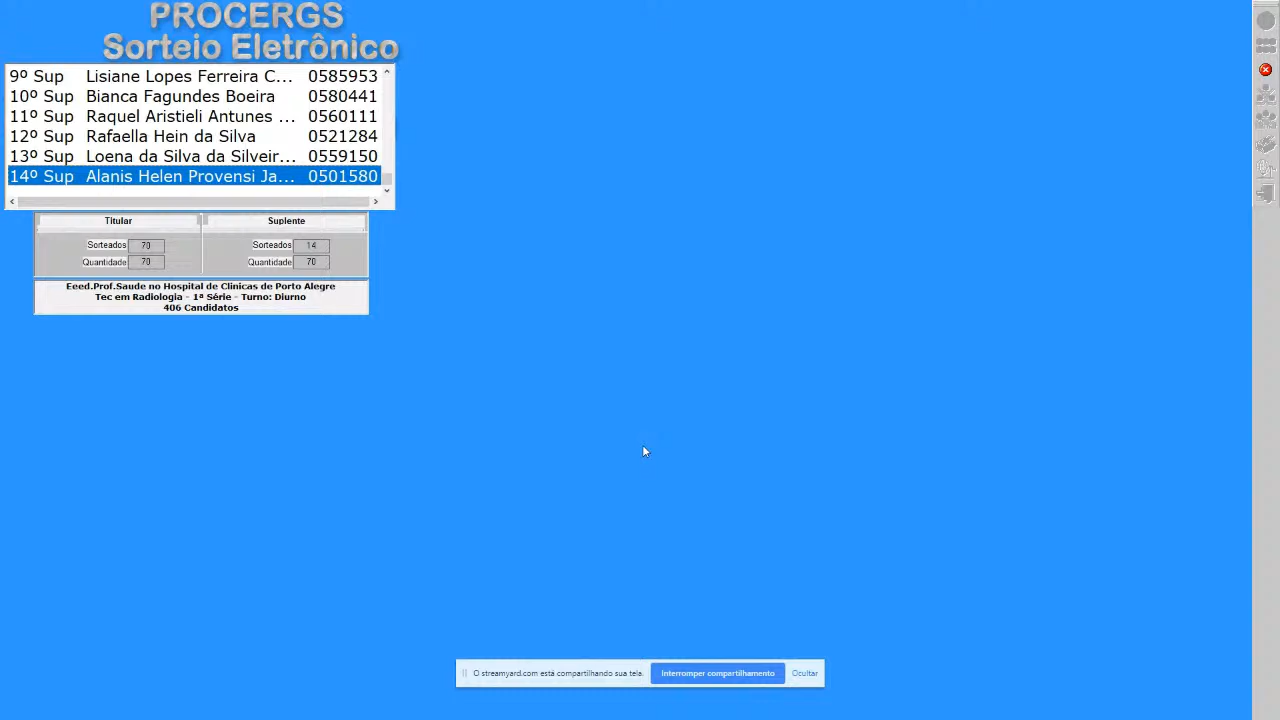 PROCERGS
Sorteio Eletrônico
9º Sup Lisiane Lopes Ferreira C... 0585953
10º Sup Bianca Fagundes Boeira 0580441
11º Sup Raquel Aristieli Antunes ... 0560111
12º Sup Rafaella Hein da Silva 0521284
13º Sup Loena da Silva da Silveir... 0559150
14º Sup Alanis Helen Provensi Ja... 0501580
Titular Suplente
Sorteados 70 Sorteados 14
Quantidade 70 Quantidade 70
Eeed.Prof.Saude no Hospital de Clinicas de Porto Alegre
Tec em Radiologia - 1ª Série - Turno: Diurno
406 Candidatos
O streamyard.com está compartilhando sua tela. Interromper compartilhamento Ocultar